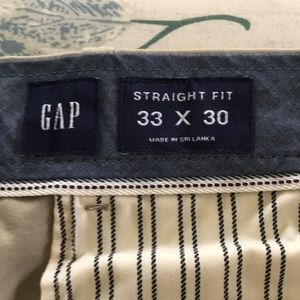 GAP
STRAIGHT FIT
33 X 30
MADE IN SRI LANKA